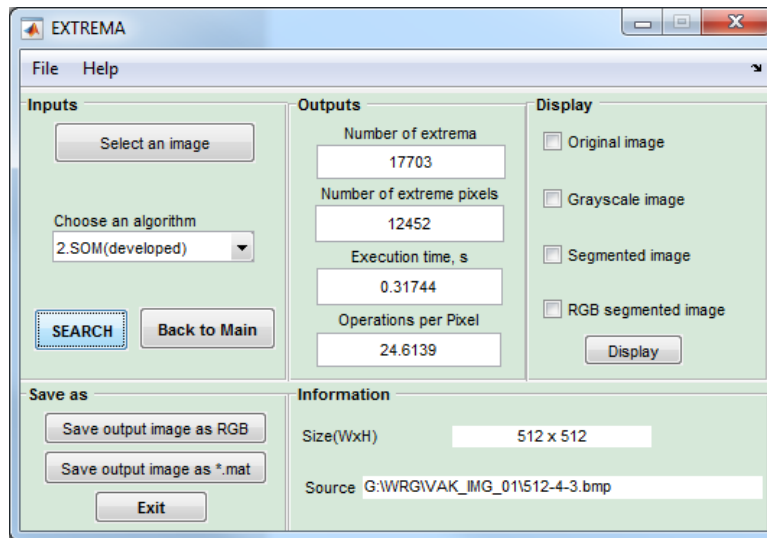 EXTREMA
File Help
Inputs
Select an image
Choose an algorithm
2.SOM(developed)
SEARCH
Back to Main
Outputs
Number of extrema
17703
Number of extreme pixels
12452
Execution time, s
0.31744
Operations per Pixel
24.6139
Display
Original image
Grayscale image
Segmented image
RGB segmented image
Display
Save as
Save output image as RGB
Save output image as *.mat
Exit
Information
Size(WxH) 512 x 512
Source G:\WRG\VAK_IMG_01\512-4-3.bmp